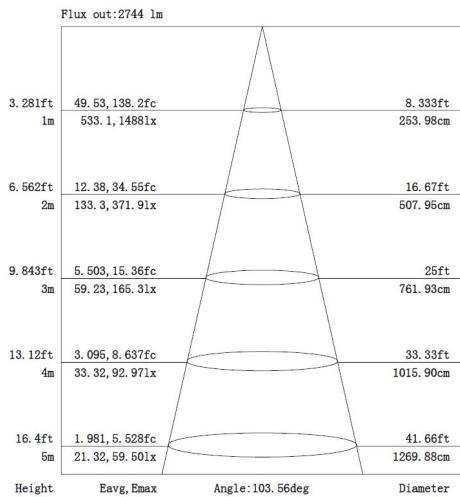 Flux out:2744 lm
3.281ft 49.53,138.2fc 8.333ft
1m 533.1,1488lx 253.98cm
6.562ft 12.38,34.55fc 16.67ft
2m 133.3,371.9lx 507.95cm
9.843ft 5.503,15.36fc 25ft
3m 59.23,165.3lx 761.93cm
13.12ft 3.095,8.637fc 33.33ft
4m 33.32,92.97lx 1015.90cm
16.4ft 1.981,5.528fc 41.66ft
5m 21.32,59.50lx 1269.88cm
Height Eavg,Emax Angle:103.56deg Diameter